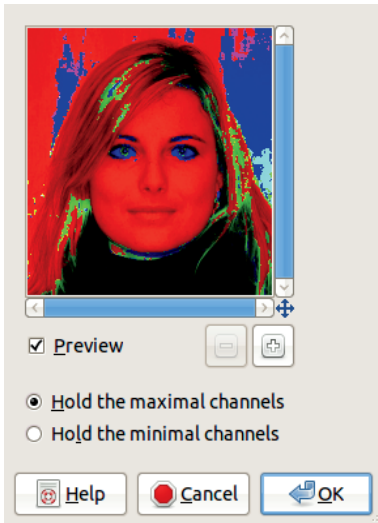 Preview
Hold the maximal channels
Hold the minimal channels
Help Cancel OK